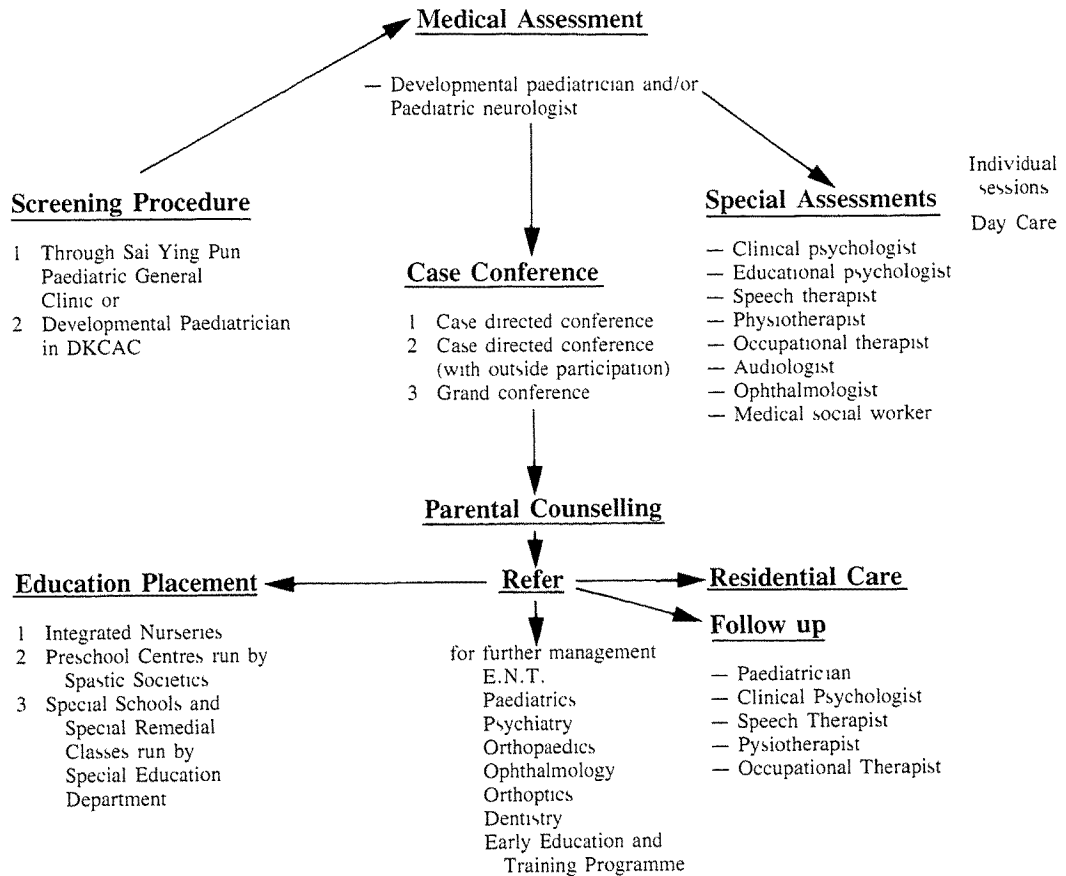 Medical Assessment
— Developmental paediatrician and/or
Paediatric neurologist
Screening Procedure
1 Through Sai Ying Pun
Paediatric General
Clinic or
2 Developmental Paediatrician
in DKCAC
Case Conference
1 Case directed conference
2 Case directed conference
(with outside participation)
3 Grand conference
Special Assessments
— Clinical psychologist
— Educational psychologist
— Speech therapist
— Physiotherapist
— Occupational therapist
— Audiologist
— Ophthalmologist
— Medical social worker
Individual
sessions
Day Care
Parental Counselling
Refer
Education Placement
1 Integrated Nurseries
2 Preschool Centres run by
Spastic Societies
3 Special Schools and
Special Remedial
Classes run by
Special Education
Department
for further management
E.N.T.
Paediatrics
Psychiatry
Orthopaedics
Ophthalmology
Orthoptics
Dentistry
Early Education and
Training Programme
Residential Care
Follow up
— Paediatrician
— Clinical Psychologist
— Speech Therapist
— Pysiotherapist
— Occupational Therapist